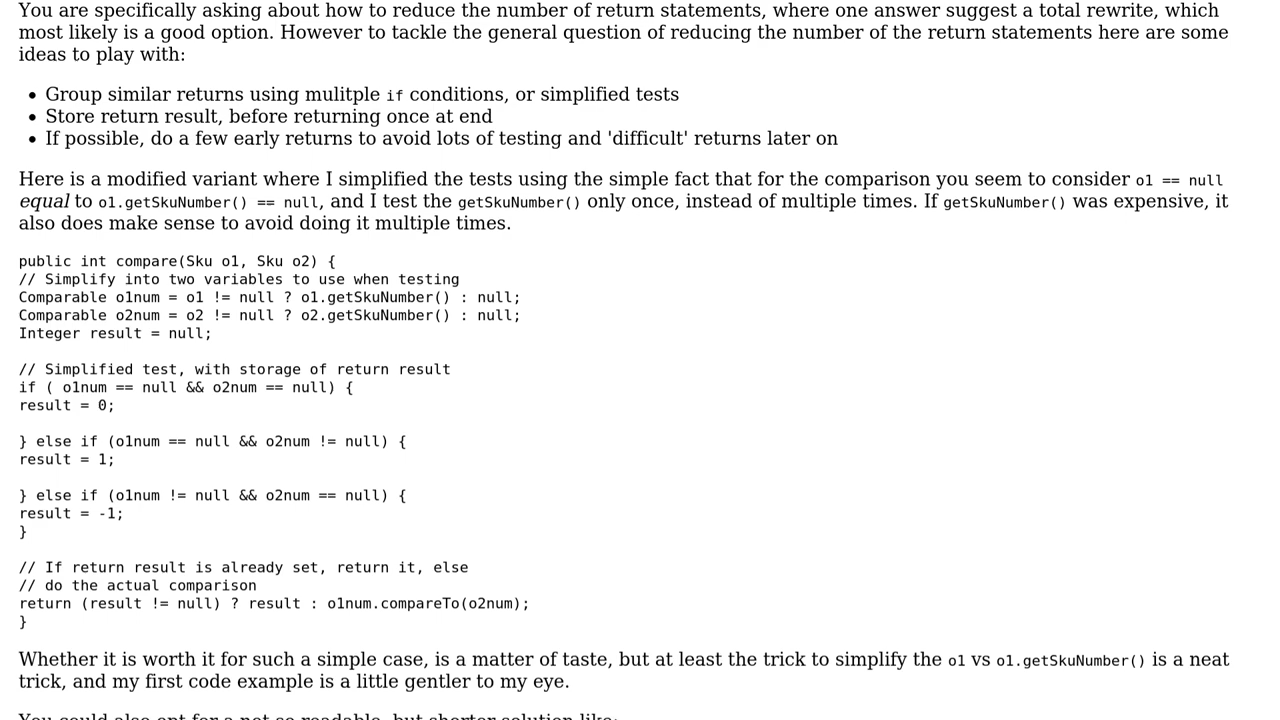 You are specifically asking about how to reduce the number of return statements, where one answer suggest a total rewrite, which
most likely is a good option. However to tackle the general question of reducing the number of the return statements here are some
ideas to play with:
• Group similar returns using mulitple if conditions, or simplified tests
• Store return result, before returning once at end
• If possible, do a few early returns to avoid lots of testing and 'difficult' returns later on
Here is a modified variant where I simplified the tests using the simple fact that for the comparison you seem to consider o1 == null
equal to o1.getSkuNumber() == null, and I test the getSkuNumber() only once, instead of multiple times. If getSkuNumber() was expensive, it
also does make sense to avoid doing it multiple times.
public int compare(Sku o1, Sku o2) {
// Simplify into two variables to use when testing
Comparable o1num = o1 != null ? o1.getSkuNumber() : null;
Comparable o2num = o2 != null ? o2.getSkuNumber() : null;
Integer result = null;
// Simplified test, with storage of return result
if ( o1num == null && o2num == null) {
result = 0;
} else if (o1num == null && o2num != null) {
result = 1;
} else if (o1num != null && o2num == null) {
result = -1;
}
// If return result is already set, return it, else
// do the actual comparison
return (result != null) ? result : o1num.compareTo(o2num);
}
Whether it is worth it for such a simple case, is a matter of taste, but at least the trick to simplify the o1 vs o1.getSkuNumber() is a neat
trick, and my first code example is a little gentler to my eye.
You could also opt for a not so readable, but shorter solution like: